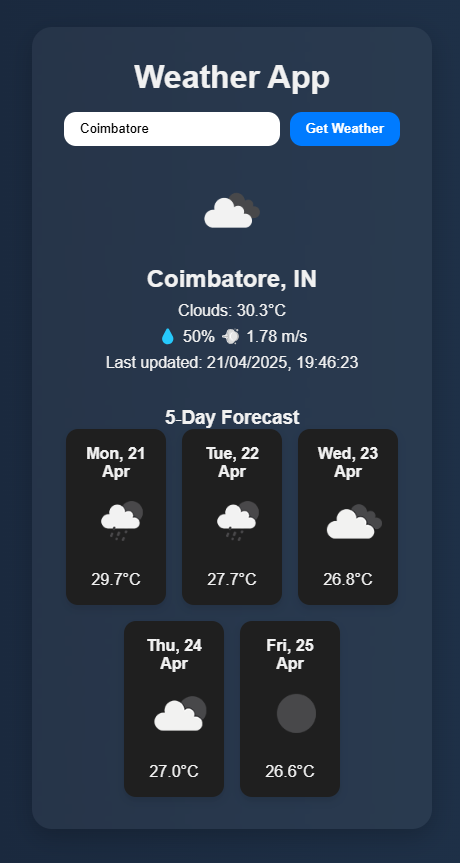 Weather App
Coimbatore
Get Weather
Coimbatore, IN
Clouds: 30.3°C
💧 50% 💨 1.78 m/s
Last updated: 21/04/2025, 19:46:23
5-Day Forecast
Mon, 21
Apr
29.7°C
Tue, 22
Apr
27.7°C
Wed, 23
Apr
26.8°C
Thu, 24
Apr
27.0°C
Fri, 25
Apr
26.6°C